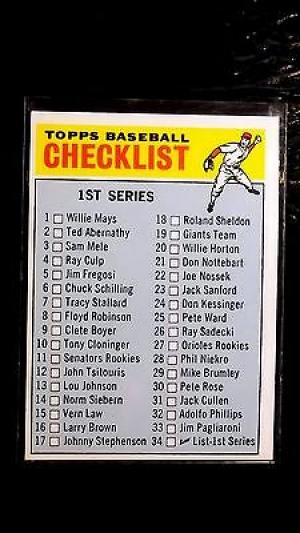 TOPPS BASEBALL
CHECKLIST
1ST SERIES
1 Willie Mays
2 Ted Abernathy
3 Sam Mele
4 Ray Culp
5 Jim Fregosi
6 Chuck Schilling
7 Tracy Stallard
8 Floyd Robinson
9 Clete Boyer
10 Tony Cloninger
11 Senators Rookies
12 John Tsitouris
13 Lou Johnson
14 Norm Siebern
15 Vern Law
16 Larry Brown
17 Johnny Stephenson
18 Roland Sheldon
19 Giants Team
20 Willie Horton
21 Don Nottebart
22 Joe Nossek
23 Jack Sanford
24 Don Kessinger
25 Pete Ward
26 Ray Sadecki
27 Orioles Rookies
28 Phil Niekro
29 Mike Brumley
30 Pete Rose
31 Jack Cullen
32 Adolfo Phillips
33 Jim Pagliaroni
34 List-1st Series